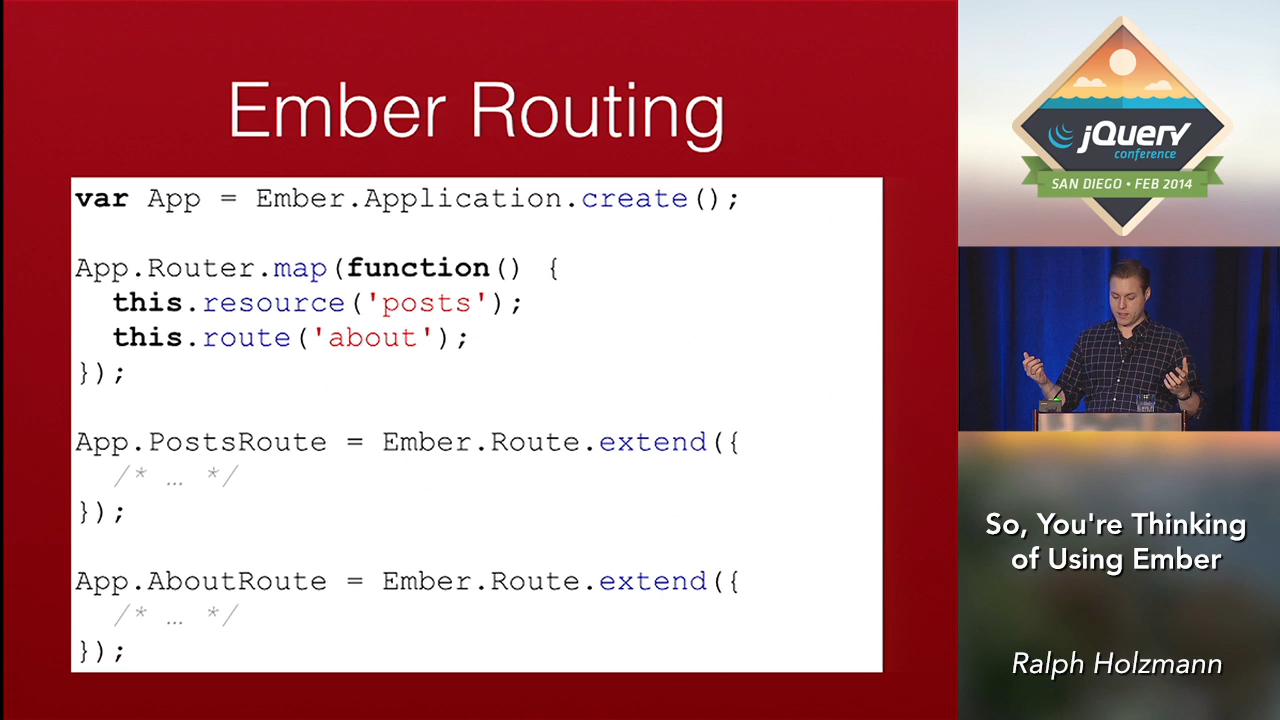 Ember Routing
var App = Ember.Application.create();
App.Router.map(function() {
  this.resource('posts');
  this.route('about');
});
App.PostsRoute = Ember.Route.extend({
  /* … */
});
App.AboutRoute = Ember.Route.extend({
  /* … */
});
jQuery
conference
SAN DIEGO • FEB 2014
So, You're Thinking
of Using Ember
Ralph Holzmann